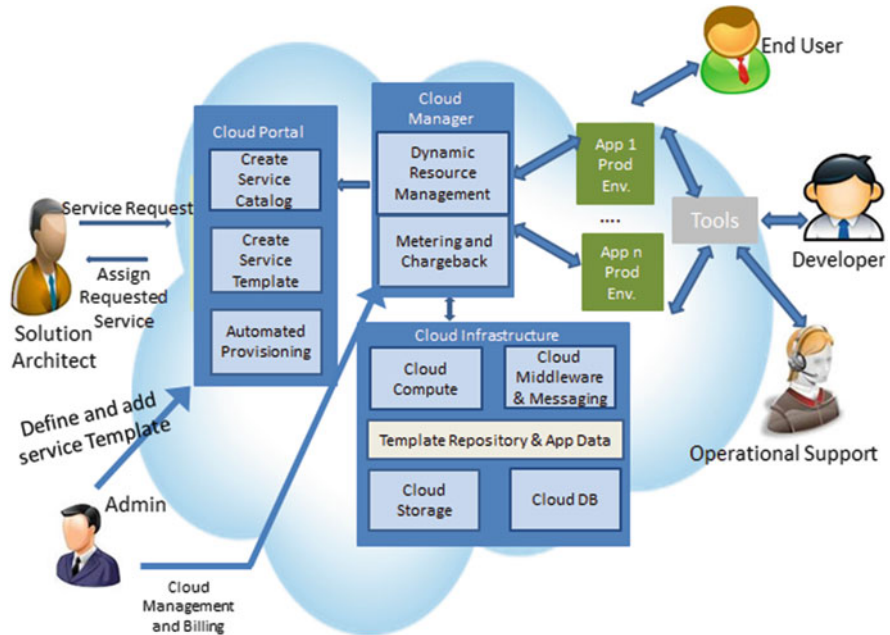 End User
Cloud
Manager
Cloud Portal
Create
Service
Catalog
Dynamic
Resource
Management
App 1
Prod
Env.
....
Service Request
Tools
Create
Service
Template
Metering and
Chargeback
App n
Prod
Env.
Developer
Assign
Requested
Service
Solution
Architect
Automated
Provisioning
Cloud Infrastructure
Cloud
Compute
Cloud
Middleware
& Messaging
Define and add
service Template
Template Repository & App Data
Operational Support
Admin
Cloud
Storage
Cloud DB
Cloud
Management
and Billing